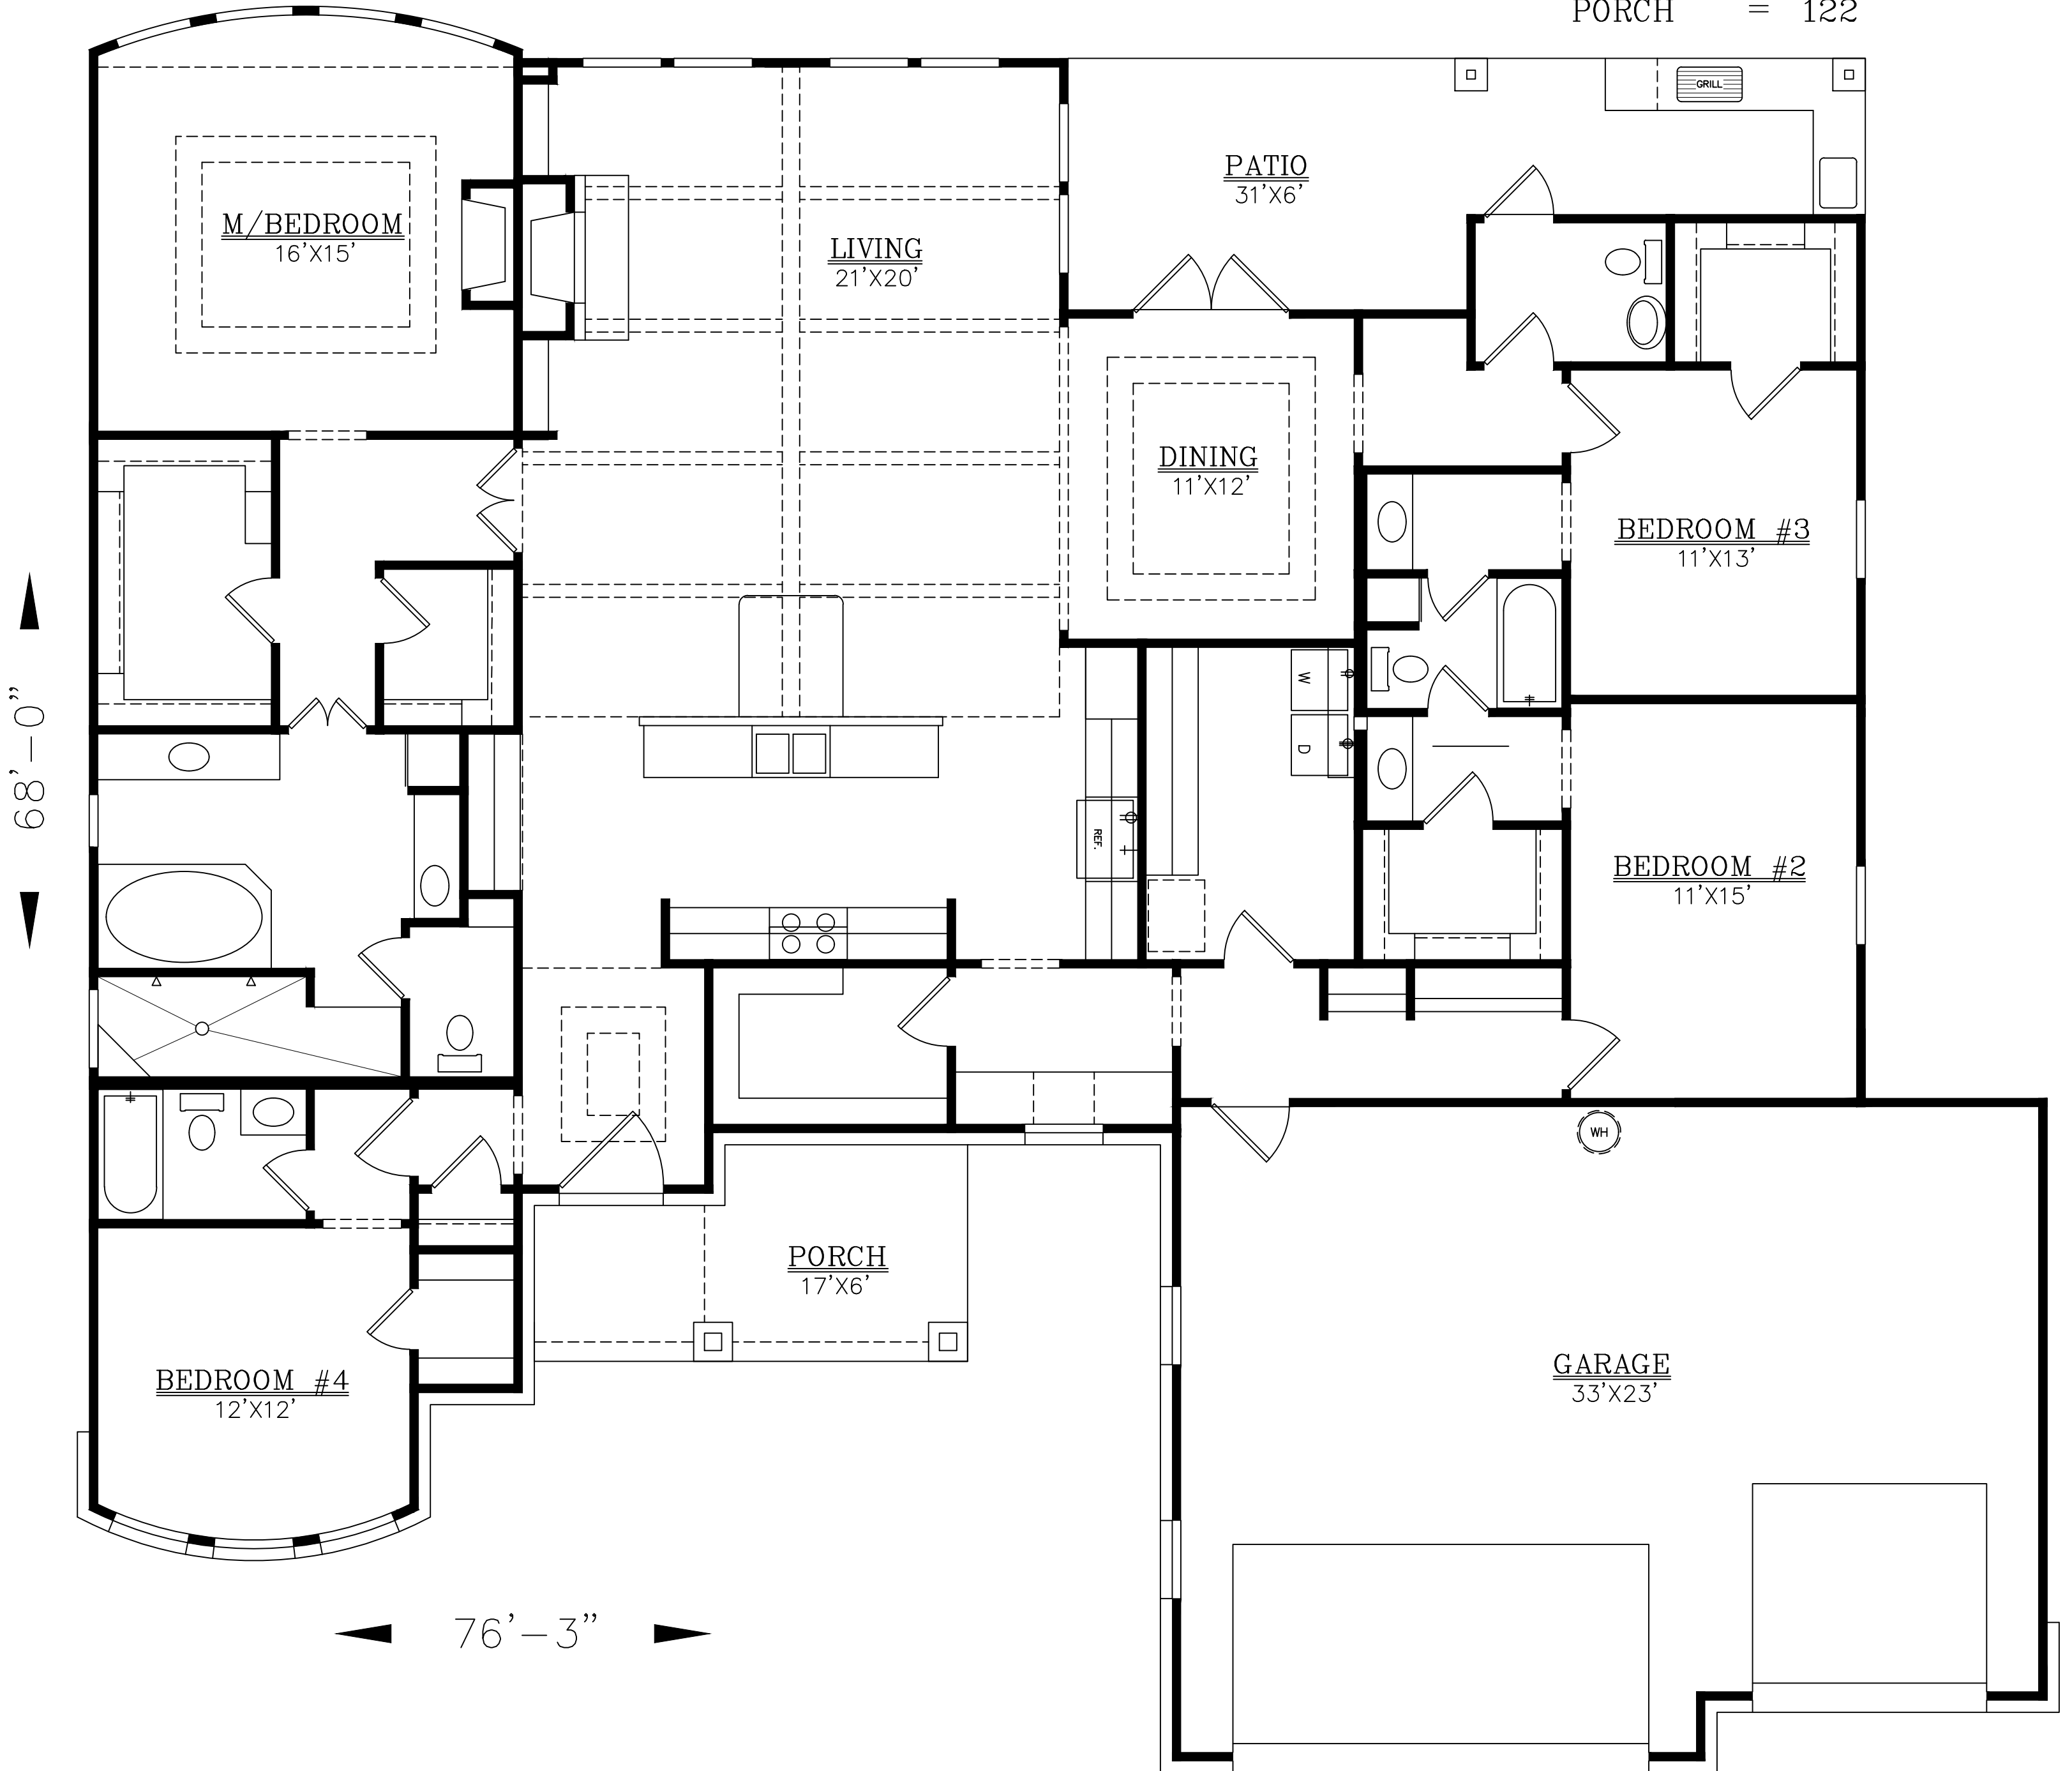 PORCH = 122
GRILL
PATIO
31'X6'
M/BEDROOM
16'X15'
LIVING
21'X20'
DINING
11'X12'
BEDROOM #3
11'X13'
W
D
68'-0"
REF.
BEDROOM #2
11'X15'
WH
PORCH
17'X6'
GARAGE
33'X23'
BEDROOM #4
12'X12'
76'-3"